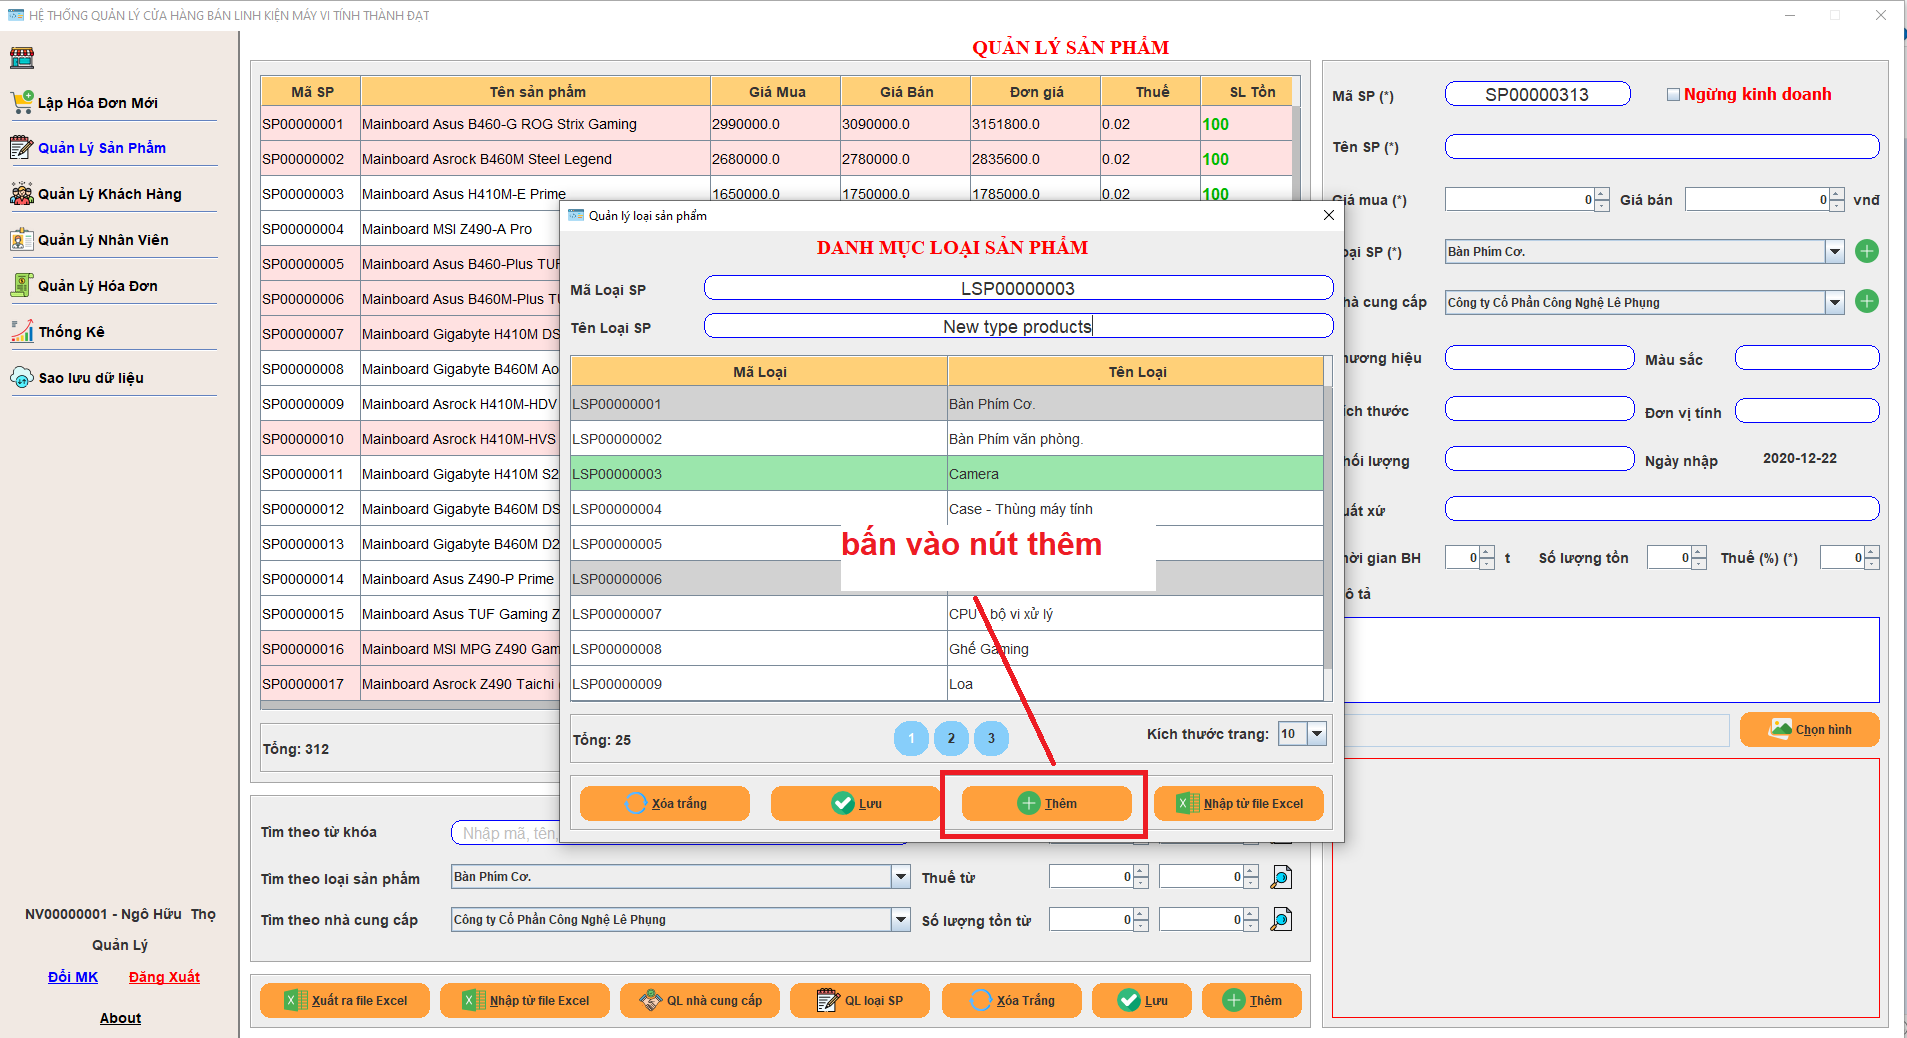 HỆ THỐNG QUẢN LÝ CỬA HÀNG BÁN LINH KIỆN MÁY VI TÍNH THÀNH ĐẠT
Lập Hóa Đơn Mới
Quản Lý Sản Phẩm
Quản Lý Khách Hàng
Quản Lý Nhân Viên
Quản Lý Hóa Đơn
Thống Kê
Sao lưu dữ liệu
NV00000001 - Ngô Hữu Thọ
Quản Lý
Đổi MK Đăng Xuất
About
QUẢN LÝ SẢN PHẨM
Mã SP Tên sản phẩm Giá Mua Giá Bán Đơn giá Thuế SL Tồn
SP00000001 Mainboard Asus B460-G ROG Strix Gaming 2990000.0 3090000.0 3151800.0 0.02 100
SP00000002 Mainboard Asrock B460M Steel Legend 2680000.0 2780000.0 2835600.0 0.02 100
SP00000003 Mainboard Asus H410M-E Prime 1650000.0 1750000.0 1785000.0 0.02 100
SP00000004 Mainboard MSI Z490-A Pro
SP00000005 Mainboard Asus B460-Plus TUF
SP00000006 Mainboard Asus B460M-Plus
SP00000007 Mainboard Gigabyte H410M DS
SP00000008 Mainboard Gigabyte B460M Ao
SP00000009 Mainboard Asrock H410M-HDV
SP00000010 Mainboard Asrock H410M-HVS
SP00000011 Mainboard Gigabyte H410M S2
SP00000012 Mainboard Gigabyte B460M DS
SP00000013 Mainboard Gigabyte B460M D2
SP00000014 Mainboard Asus Z490-P Prime
SP00000015 Mainboard Asus TUF Gaming Z
SP00000016 Mainboard MSI MPG Z490 Gam
SP00000017 Mainboard Asrock Z490 Taichi
Tổng: 312
Tìm theo từ khóa Nhập mã, tên,
Tìm theo loại sản phẩm Bàn Phím Cơ. Thuế từ 0 0
Tìm theo nhà cung cấp Công ty Cổ Phần Công Nghệ Lê Phụng Số lượng tồn từ 0 0
Xuất ra file Excel Nhập từ file Excel QL nhà cung cấp QL loại SP Xóa Trắng Lưu Thêm
Quản lý loại sản phẩm
DANH MỤC LOẠI SẢN PHẨM
Mã Loại SP LSP00000003
Tên Loại SP New type products
Mã Loại Tên Loại
LSP00000001 Bàn Phím Cơ.
LSP00000002 Bàn Phím văn phòng.
LSP00000003 Camera
LSP00000004 Case - Thùng máy tính
LSP00000005
LSP00000006
LSP00000007 CPU - bộ vi xử lý
LSP00000008 Ghế Gaming
LSP00000009 Loa
bấn vào nút thêm
Tổng: 25 1 2 3 Kích thước trang: 10
Xóa trắng Lưu Thêm Nhập từ file Excel
Mã SP (*) SP00000313 Ngừng kinh doanh
Tên SP (*)
Giá mua (*) 0 Giá bán 0 vnđ
oại SP (*) Bàn Phím Cơ.
hà cung cấp Công ty Cổ Phần Công Nghệ Lê Phụng
hương hiệu Màu sắc
ích thước Đơn vị tính
hối lượng Ngày nhập 2020-12-22
uất xứ
hời gian BH 0 t Số lượng tồn 0 Thuế (%) (*) 0
ô tả
Chọn hình